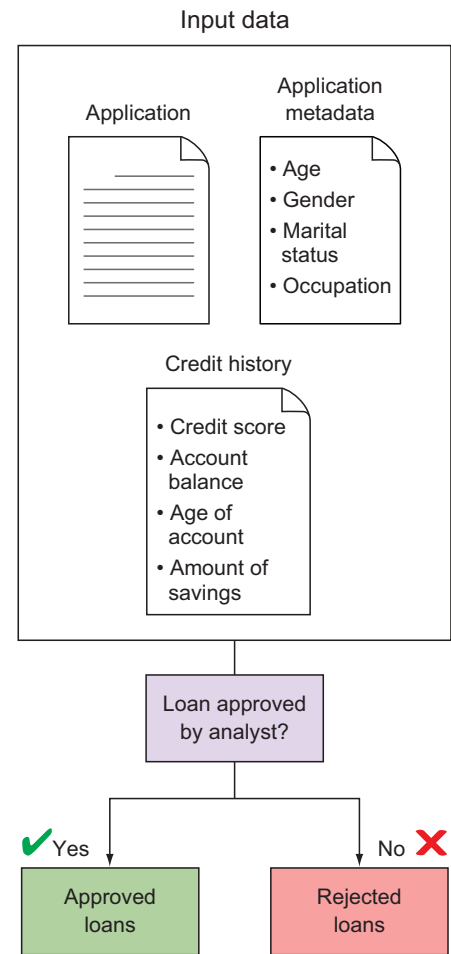 Input data
Application
Application
metadata
• Age
• Gender
• Marital
status
• Occupation
Credit history
• Credit score
• Account
balance
• Age of
account
• Amount of
savings
Loan approved
by analyst?
Yes
No
Approved
loans
Rejected
loans